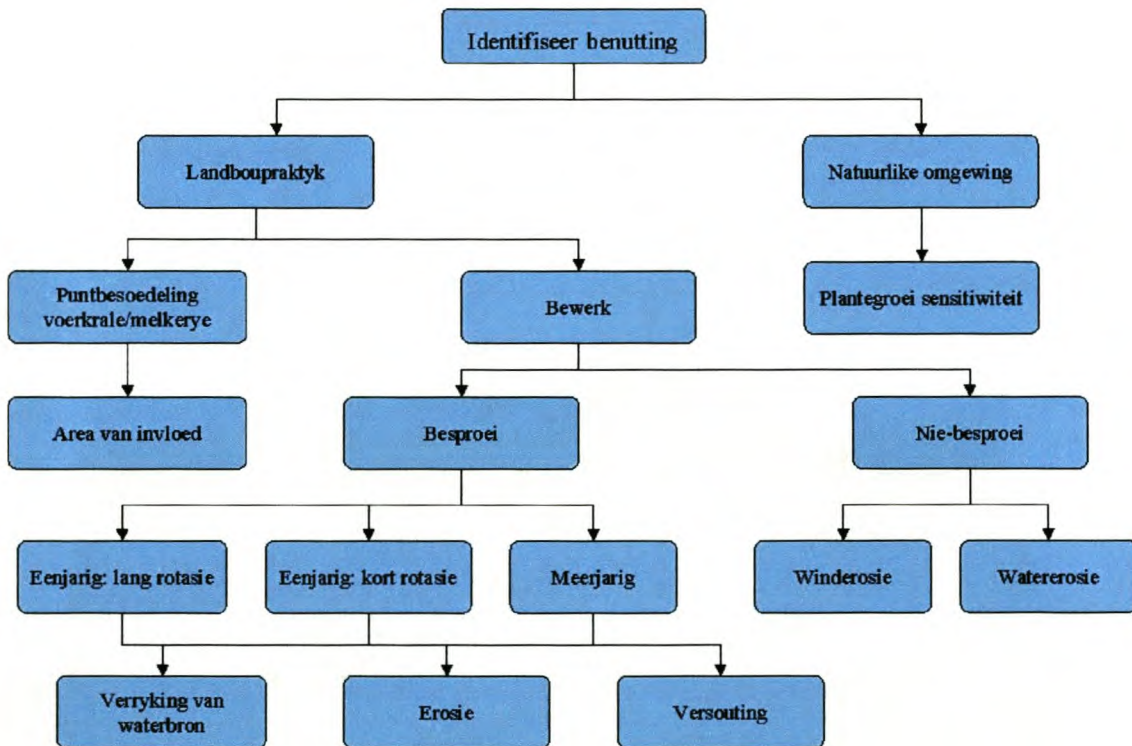 Identifiseer benutting
Landboupraktyk
Natuurlike omgewing
Puntbesoedeling
voerkrale/melkerye
Bewerk
Plantegroei sensitiwiteit
Area van invloed
Besproei
Nie-besproei
Eenjarig: lang rotasie
Eenjarig: kort rotasie
Meerjarig
Winderosie
Watererosie
Verryking van
waterbron
Erosie
Versouting